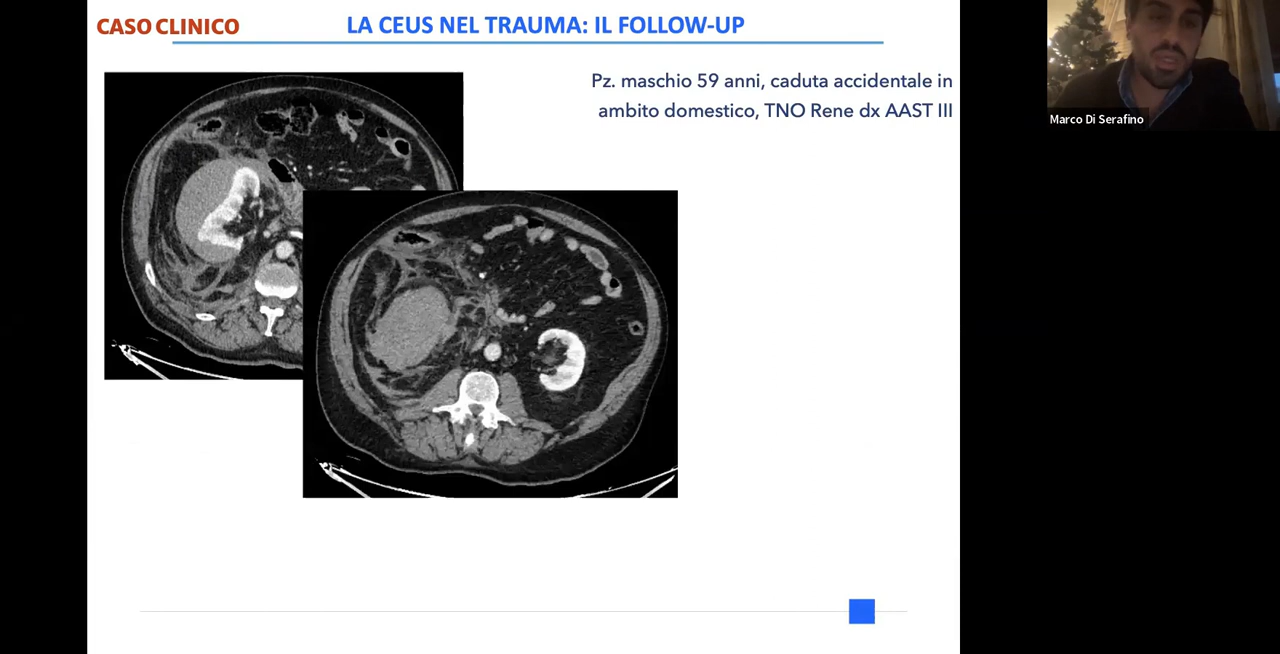 CASO CLINICO
LA CEUS NEL TRAUMA: IL FOLLOW-UP
Pz. maschio 59 anni, caduta accidentale in
ambito domestico, TNO Rene dx AAST III
Marco Di Serafino